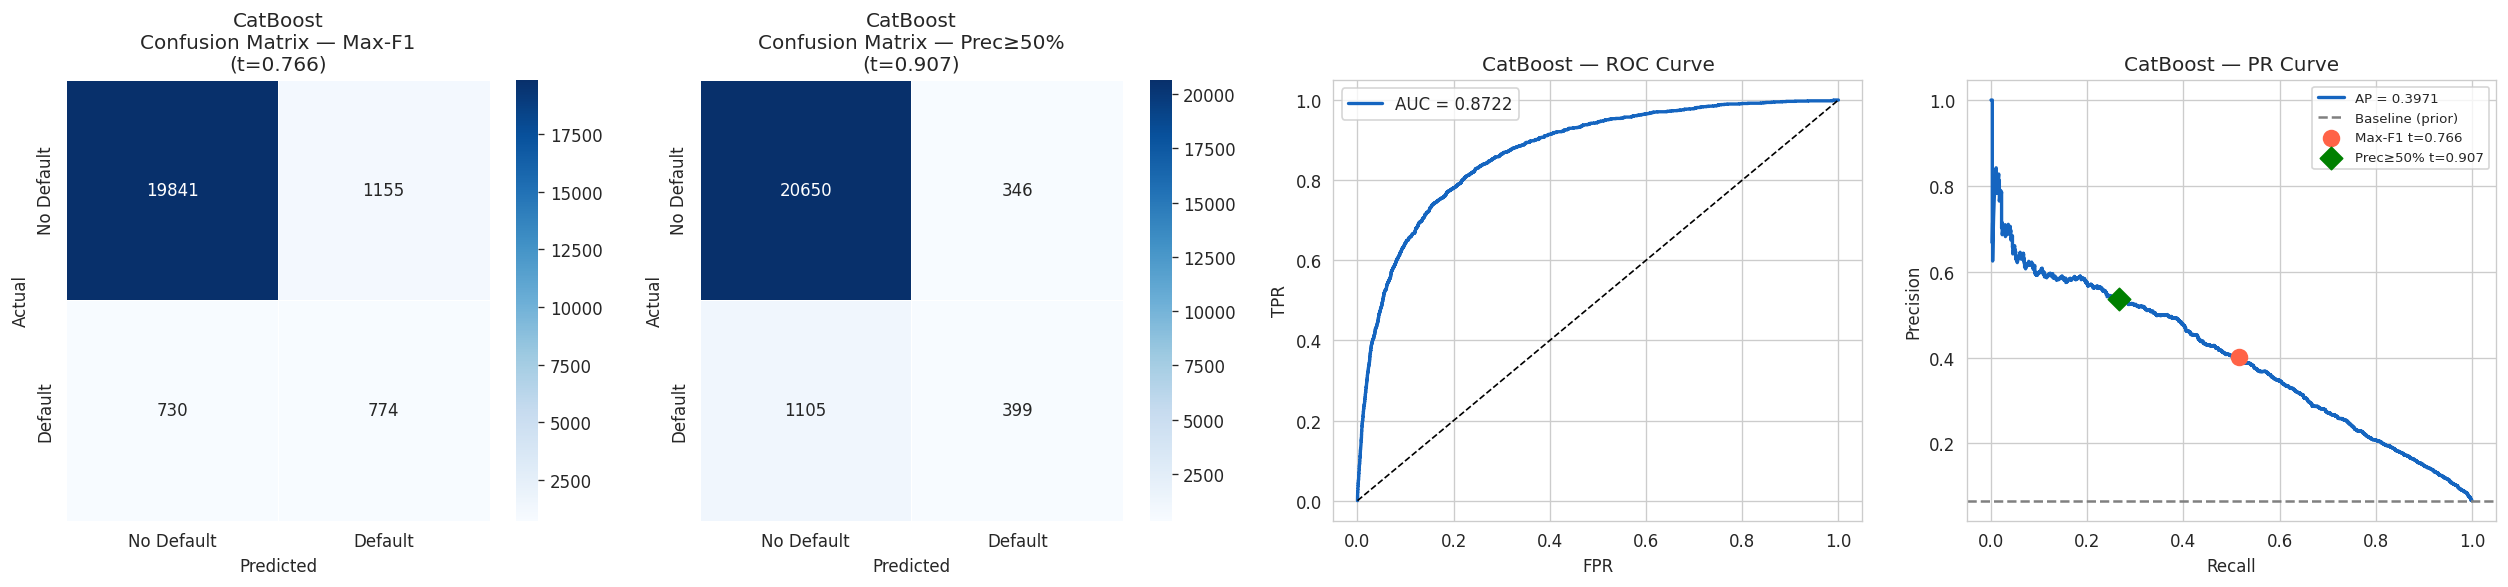 CatBoost
Confusion Matrix — Max-F1
(t=0.766)
No Default
Default
Actual
19841
1155
730
774
No Default
Default
Predicted
17500
15000
12500
10000
7500
5000
2500
CatBoost
Confusion Matrix — Prec≥50%
(t=0.907)
No Default
Default
Actual
20650
346
1105
399
No Default
Default
Predicted
20000
17500
15000
12500
10000
7500
5000
2500
CatBoost — ROC Curve
AUC = 0.8722
TPR
1.0
0.8
0.6
0.4
0.2
0.0
0.0
0.2
0.4
0.6
0.8
1.0
FPR
CatBoost — PR Curve
AP = 0.3971
Baseline (prior)
Max-F1 t=0.766
Prec≥50% t=0.907
Precision
1.0
0.8
0.6
0.4
0.2
0.0
0.2
0.4
0.6
0.8
1.0
Recall